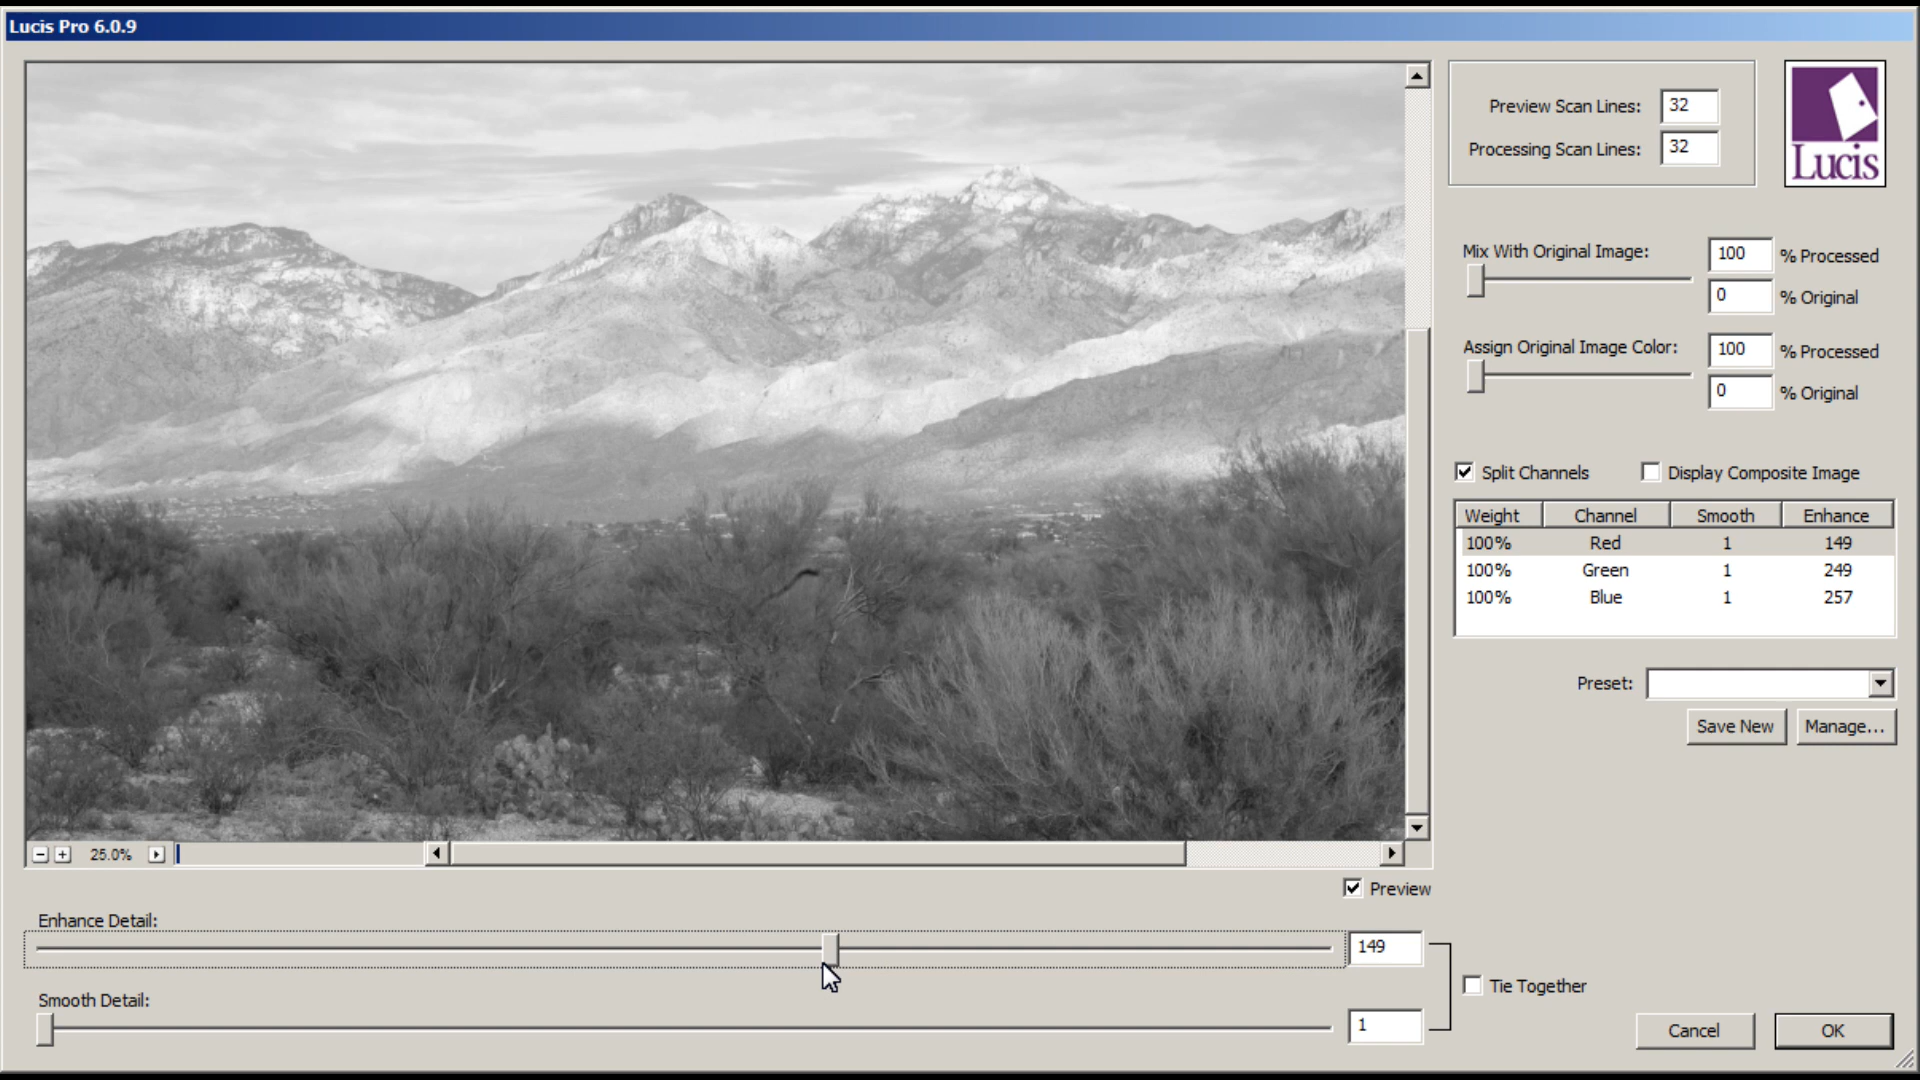 Lucis Pro 6.0.9
Preview Scan Lines: 32
Processing Scan Lines: 32
Lucis
Mix With Original Image: 100 % Processed
0 % Original
Assign Original Image Color: 100 % Processed
0 % Original
Split Channels Display Composite Image
Weight Channel Smooth Enhance
100% Red 1 149
100% Green 1 249
100% Blue 1 257
Preset:
Save New Manage...
25.0%
Preview
Enhance Detail:
149
Tie Together
Smooth Detail:
1
Cancel OK